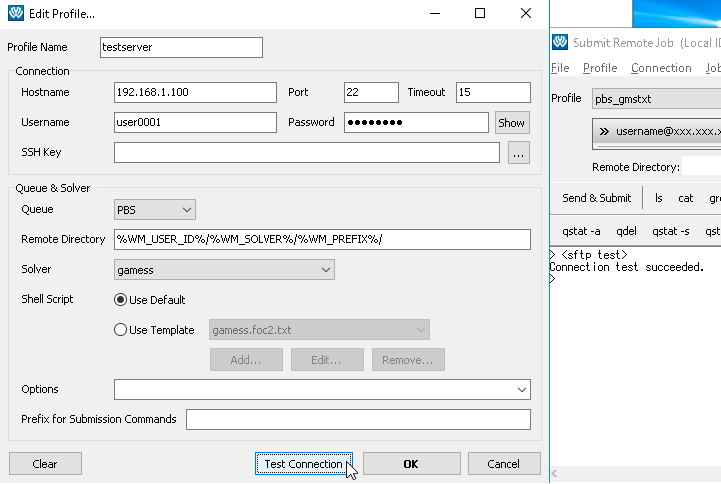 Edit Profile...
Profile Name testserver
Connection
Hostname 192.168.1.100 Port 22 Timeout 15
Username user0001 Password ●●●●●●●● Show
SSH Key ...
Queue & Solver
Queue PBS
Remote Directory %WM_USER_ID%/%WM_SOLVER%/%WM_PREFIX%/
Solver gamess
Shell Script Use Default
Use Template gamess.foc2.txt
Add... Edit... Remove...
Options
Prefix for Submission Commands
Clear Test Connection OK Cancel
Submit Remote Job (Local ID
File Profile Connection Job
Profile pbs_gmstxt
» username@xxx.xxx.x
Remote Directory:
Send & Submit ls cat gr
qstat -a qdel qstat -s qst
> <sftp test>
Connection test succeeded.
>